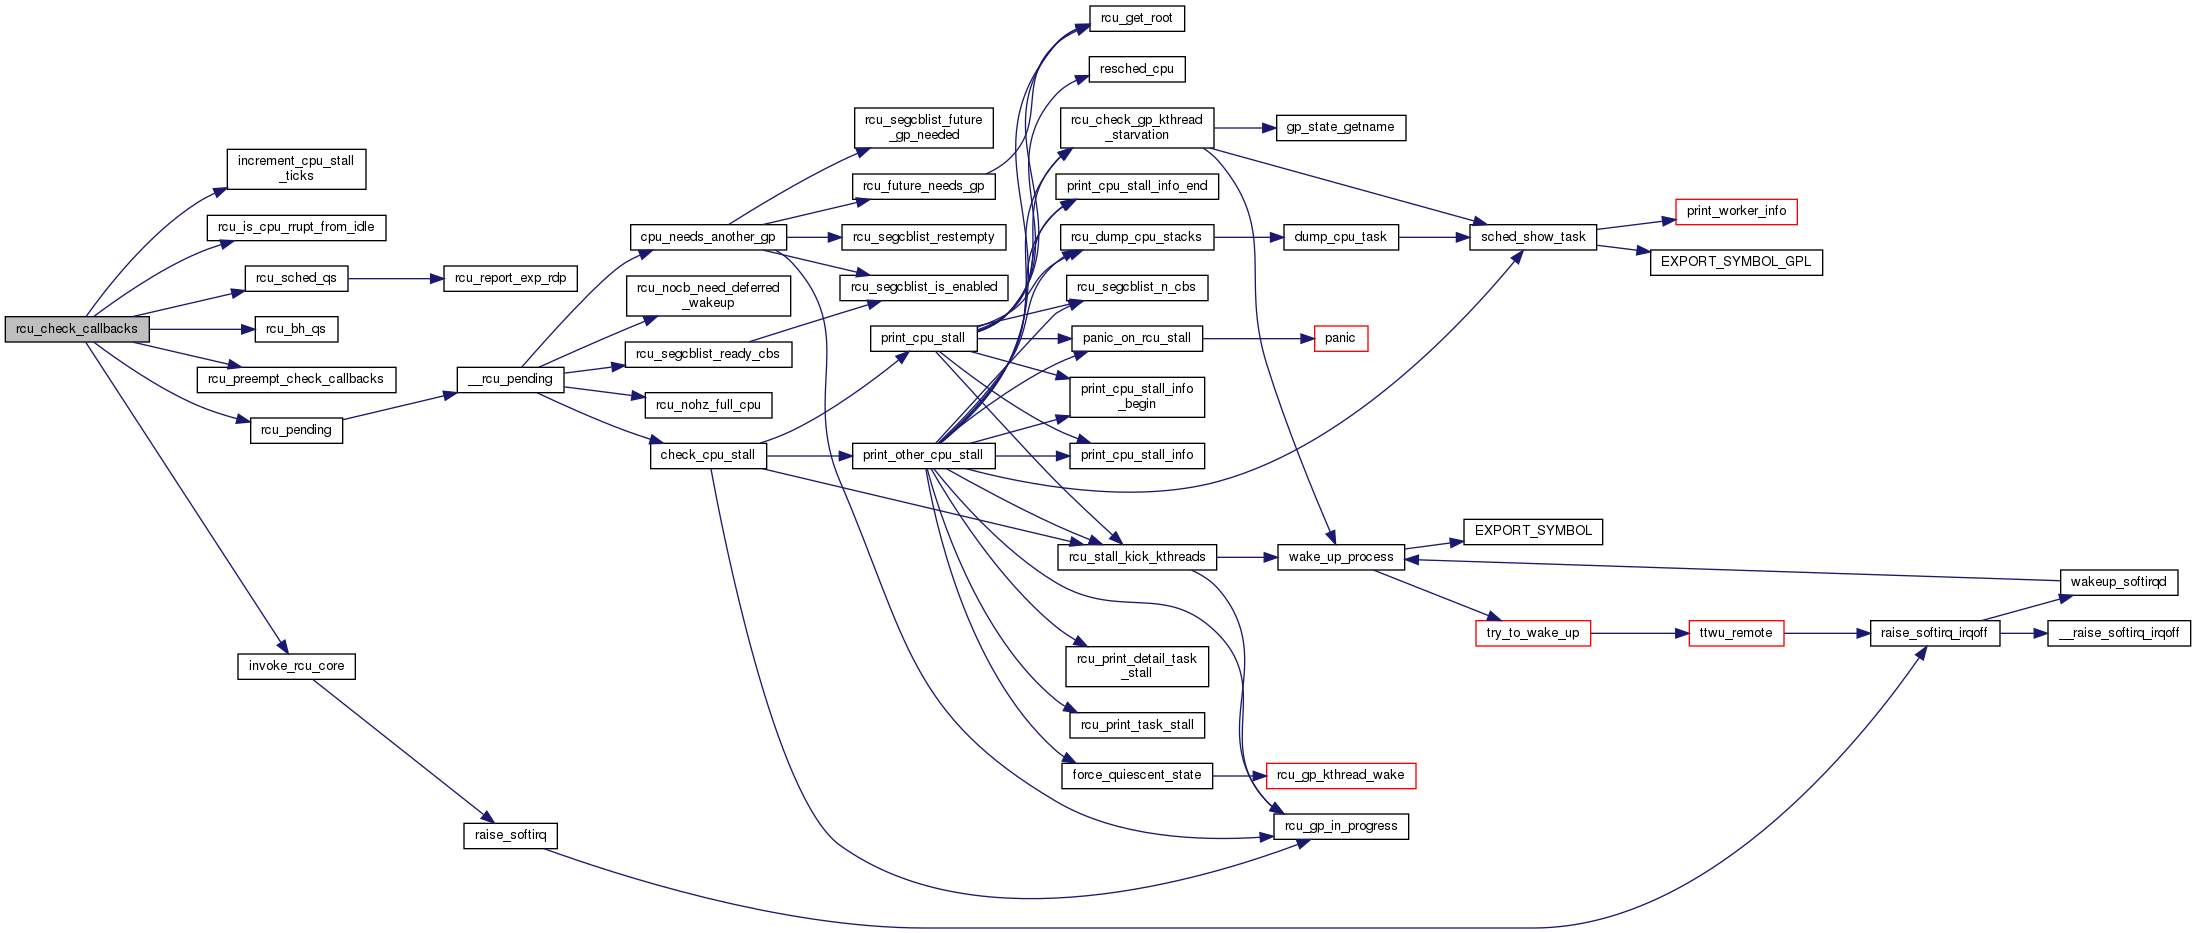 rcu_get_root
resched_cpu
rcu_segcblist_future
_gp_needed
rcu_check_gp_kthread
_starvation
gp_state_getname
increment_cpu_stall
_ticks
rcu_future_needs_gp
print_cpu_stall_info_end
print_worker_info
rcu_is_cpu_rrupt_from_idle
cpu_needs_another_gp
rcu_segcblist_restempty
rcu_dump_cpu_stacks
dump_cpu_task
sched_show_task
EXPORT_SYMBOL_GPL
rcu_sched_qs
rcu_report_exp_rdp
rcu_nocb_need_deferred
_wakeup
rcu_segcblist_is_enabled
rcu_segcblist_n_cbs
rcu_check_callbacks
rcu_bh_qs
print_cpu_stall
panic_on_rcu_stall
panic
rcu_segcblist_ready_cbs
rcu_preempt_check_callbacks
__rcu_pending
print_cpu_stall_info
_begin
rcu_nohz_full_cpu
rcu_pending
check_cpu_stall
print_other_cpu_stall
print_cpu_stall_info
EXPORT_SYMBOL
rcu_stall_kick_kthreads
wake_up_process
wakeup_softirqd
try_to_wake_up
ttwu_remote
raise_softirq_irqoff
__raise_softirq_irqoff
invoke_rcu_core
rcu_print_detail_task
_stall
rcu_print_task_stall
force_quiescent_state
rcu_gp_kthread_wake
raise_softirq
rcu_gp_in_progress